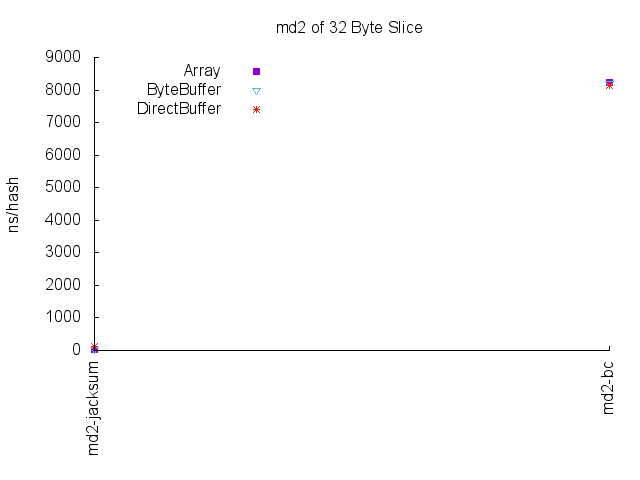 md2 of 32 Byte Slice
Array
ByteBuffer
DirectBuffer
ns/hash
9000
8000
7000
6000
5000
4000
3000
2000
1000
0
md2-jacksum
md2-bc